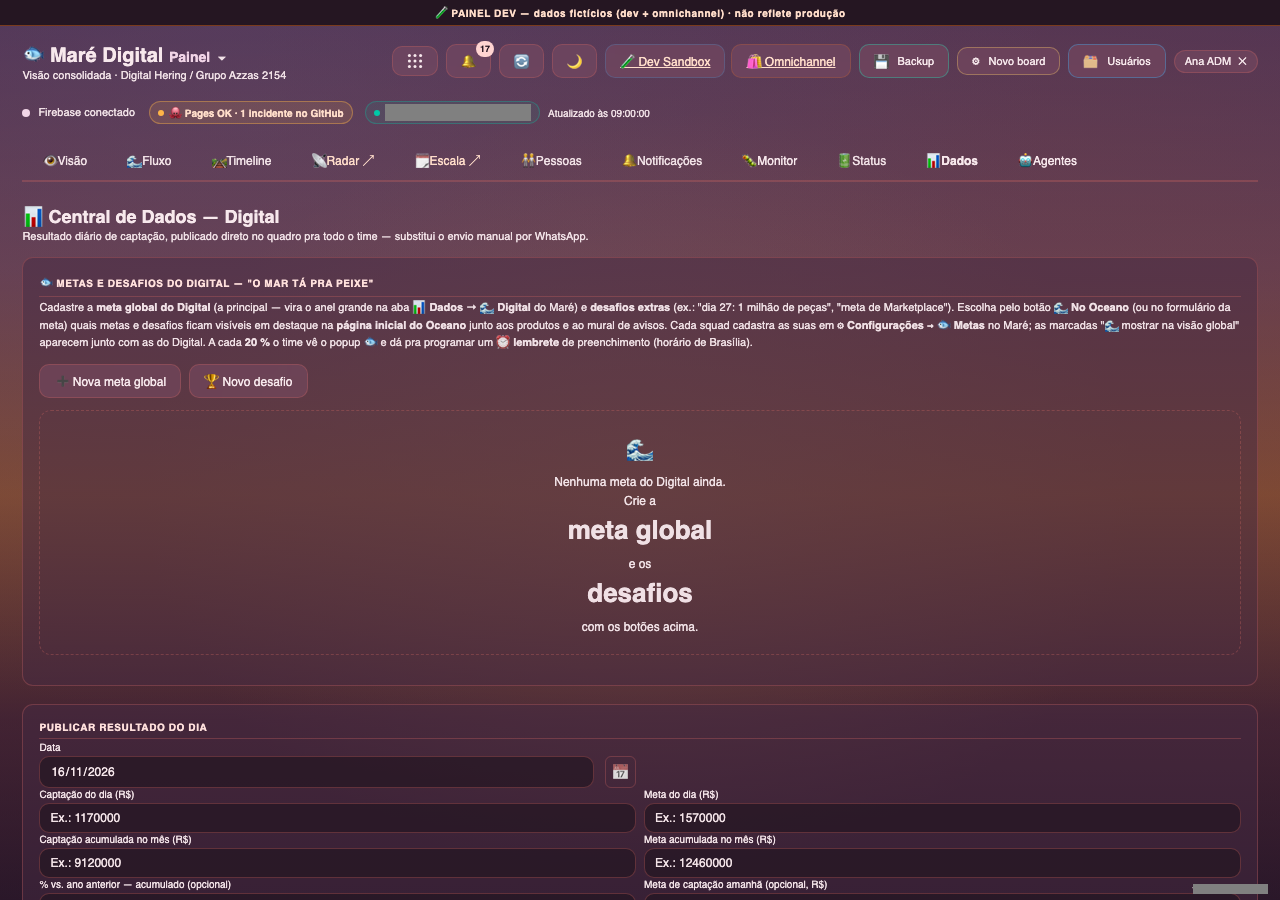 PAINEL DEV — dados fictícios (dev + omnichannel) · não reflete produção
Maré Digital Painel
Visão consolidada · Digital Hering / Grupo Azzas 2154
17
Dev Sandbox
Omnichannel
Backup
Novo board
Usuários
Ana ADM ✕
Firebase conectado
Pages OK · 1 incidente no GitHub
Atualizado às 09:00:00
Visão
Fluxo
Timeline
Radar ↗
Escala ↗
Pessoas
Notificações
Monitor
Status
Dados
Agentes
Central de Dados — Digital
Resultado diário de captação, publicado direto no quadro pra todo o time — substitui o envio manual por WhatsApp.
METAS E DESAFIOS DO DIGITAL — "O MAR TÁ PRA PEIXE"
Cadastre a meta global do Digital (a principal — vira o anel grande na aba 📊 Dados → 🌊 Digital do Maré) e desafios extras (ex.: "dia 27: 1 milhão de peças", "meta de Marketplace"). Escolha pelo botão 🌊 No Oceano (ou no formulário da
meta) quais metas e desafios ficam visíveis em destaque na página inicial do Oceano junto aos produtos e ao mural de avisos. Cada squad cadastra as suas em ⚙ Configurações → 🐟 Metas no Maré; as marcadas "🌊 mostrar na visão global"
aparecem junto com as do Digital. A cada 20 % o time vê o popup 🐟 e dá pra programar um ⏰ lembrete de preenchimento (horário de Brasília).
➕ Nova meta global
🏆 Novo desafio
Nenhuma meta do Digital ainda.
Crie a
meta global
e os
desafios
com os botões acima.
PUBLICAR RESULTADO DO DIA
Data
16/11/2026
Captação do dia (R$)
Meta do dia (R$)
Ex.: 1170000
Ex.: 1570000
Captação acumulada no mês (R$)
Meta acumulada no mês (R$)
Ex.: 9120000
Ex.: 12460000
% vs. ano anterior — acumulado (opcional)
Meta de captação amanhã (opcional, R$)